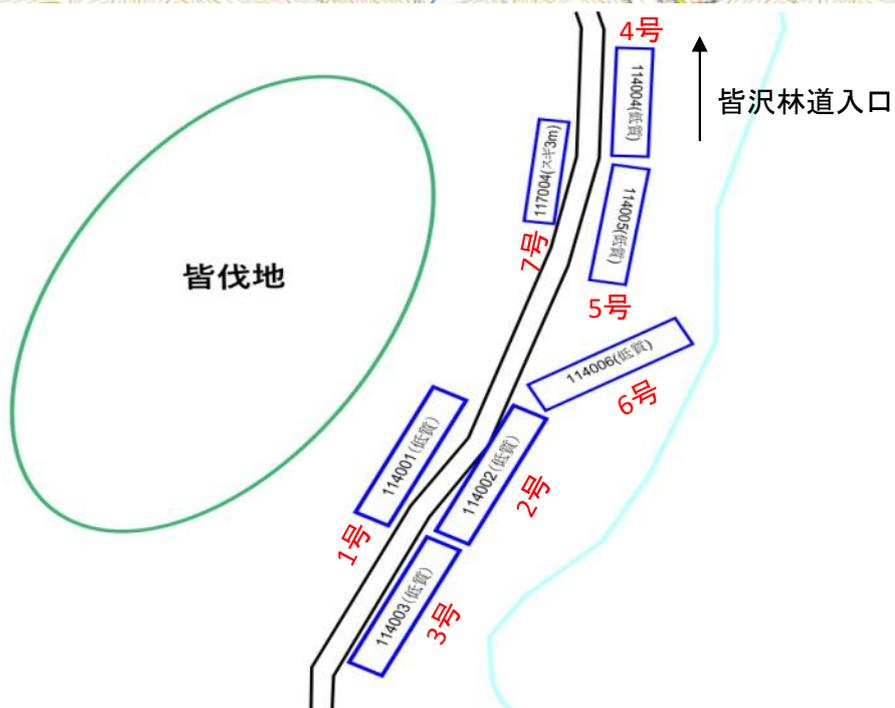 4号
114004(低質)
皆沢林道入口
117004(スギ3m)
114005(低質)
7号
皆伐地
5号
114006(低質)
6号
114001(低質)
114002(低質)
2号
1号
114003(低質)
3号